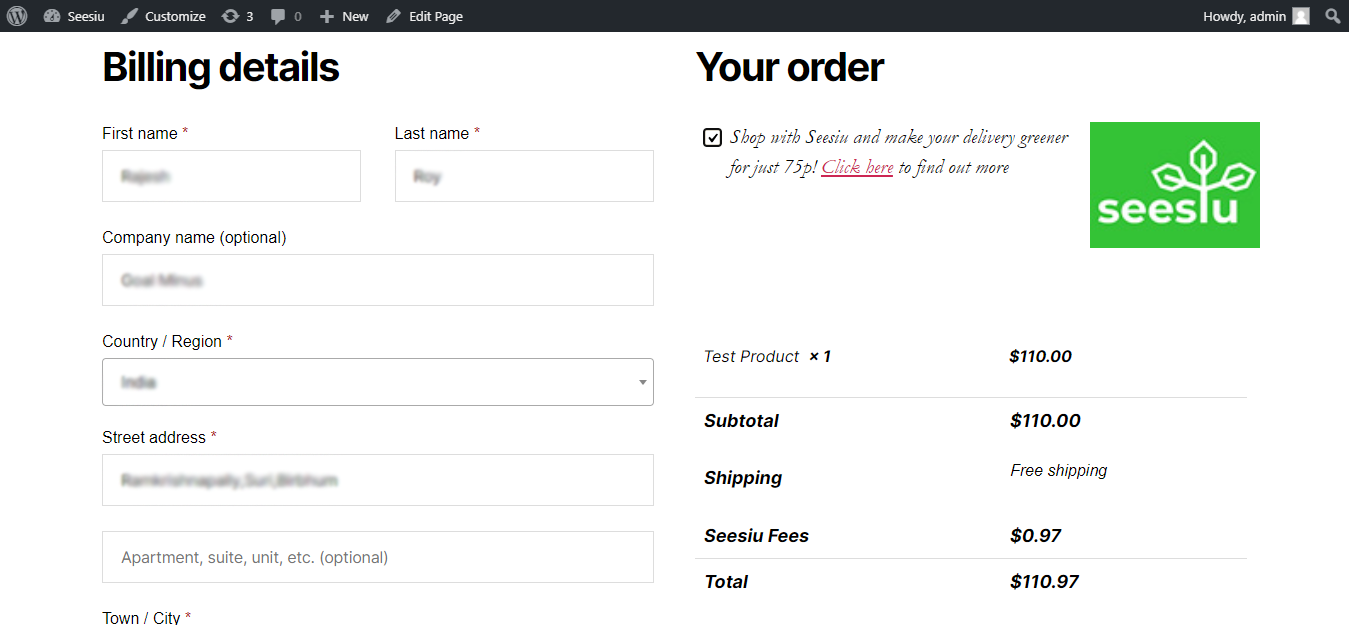 Seesiu Customize 3 0 New Edit Page Howdy, admin
Billing details
First name *
Last name *
Rajesh
Roy
Company name (optional)
Goal Minus
Country / Region *
India
Street address *
Apartment, suite, unit, etc. (optional)
Town / City *
Your order
Shop with Seesiu and make your delivery greener
for just 75p! Click here to find out more
seesiu
Test Product × 1 $110.00
Subtotal $110.00
Shipping Free shipping
Seesiu Fees $0.97
Total $110.97